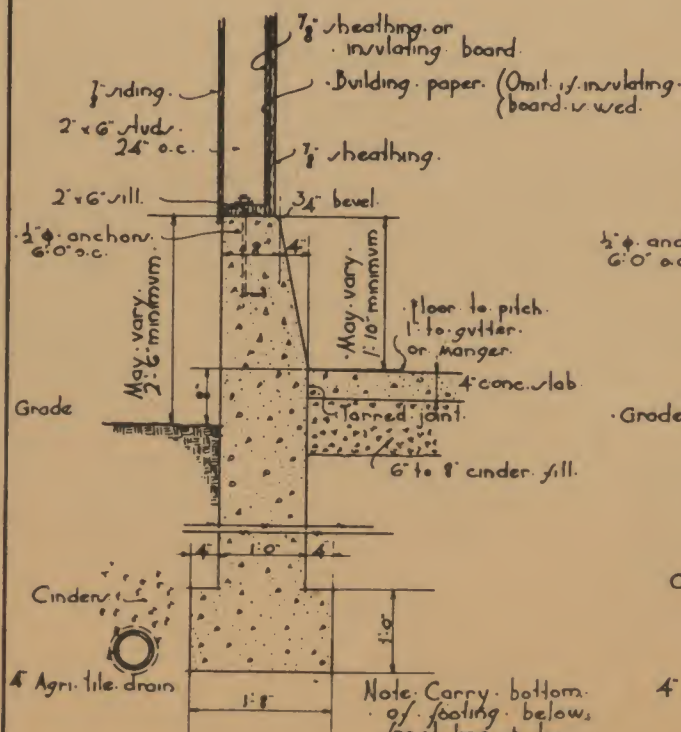 7/8" sheathing or
insulating board.
Building paper. (Omit if insulating
(board is used.
7/8" siding.
2" x 6" studs
24" o.c.
7/8" sheathing.
2" x 6" sill.
3/4" bevel.
1/2" φ anchors.
6'-0" o.c.
8"
4"
May vary.
2'-6" minimum
May vary.
1'-10" minimum
Floor to pitch
1" to gutter
or manger.
4" conc. slab
8"
Grade
Tarred joint.
6" to 8" cinder fill.
4"
1'-0"
4"
Cinders
1'-0"
4" Agri. tile drain
1'-8"
Note: Carry bottom
of footing below
1/2" φ anc
6'-0" o.c
Grade
C
4"